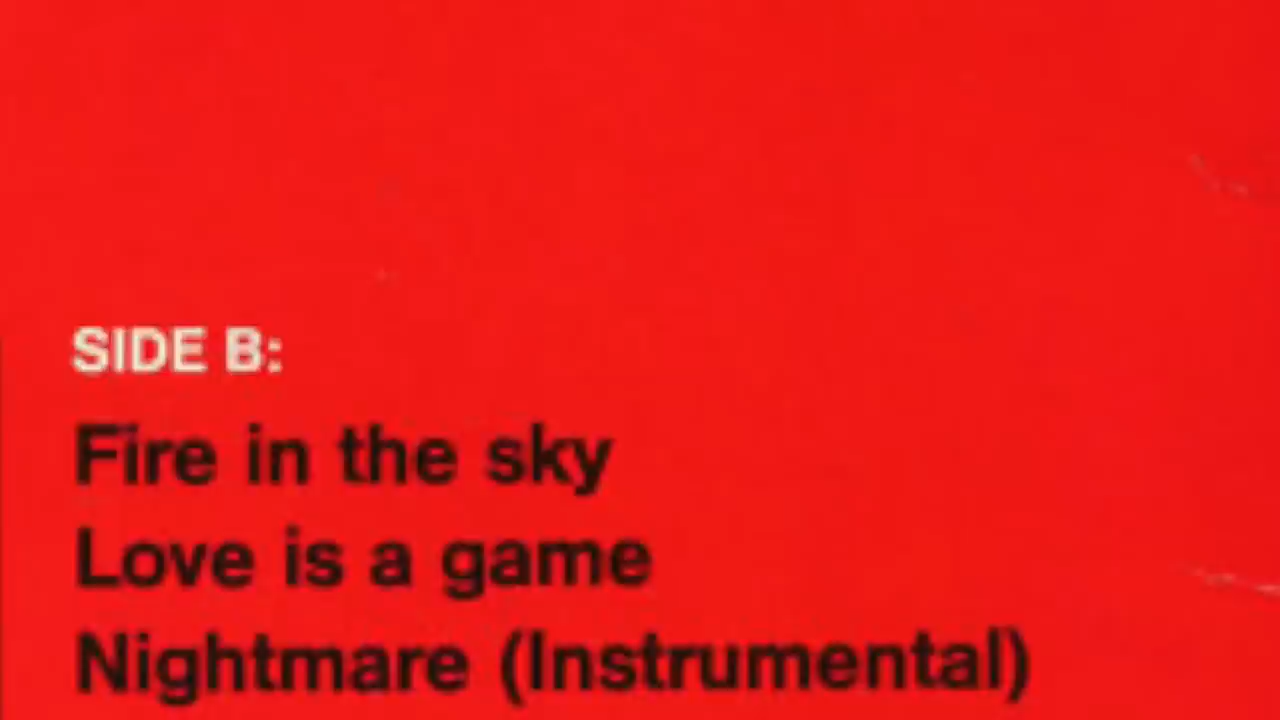 SIDE B:
Fire in the sky
Love is a game
Nightmare (Instrumental)